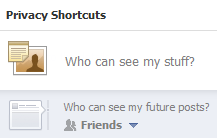 Privacy Shortcuts
Who can see my stuff?
Who can see my future posts?
Friends